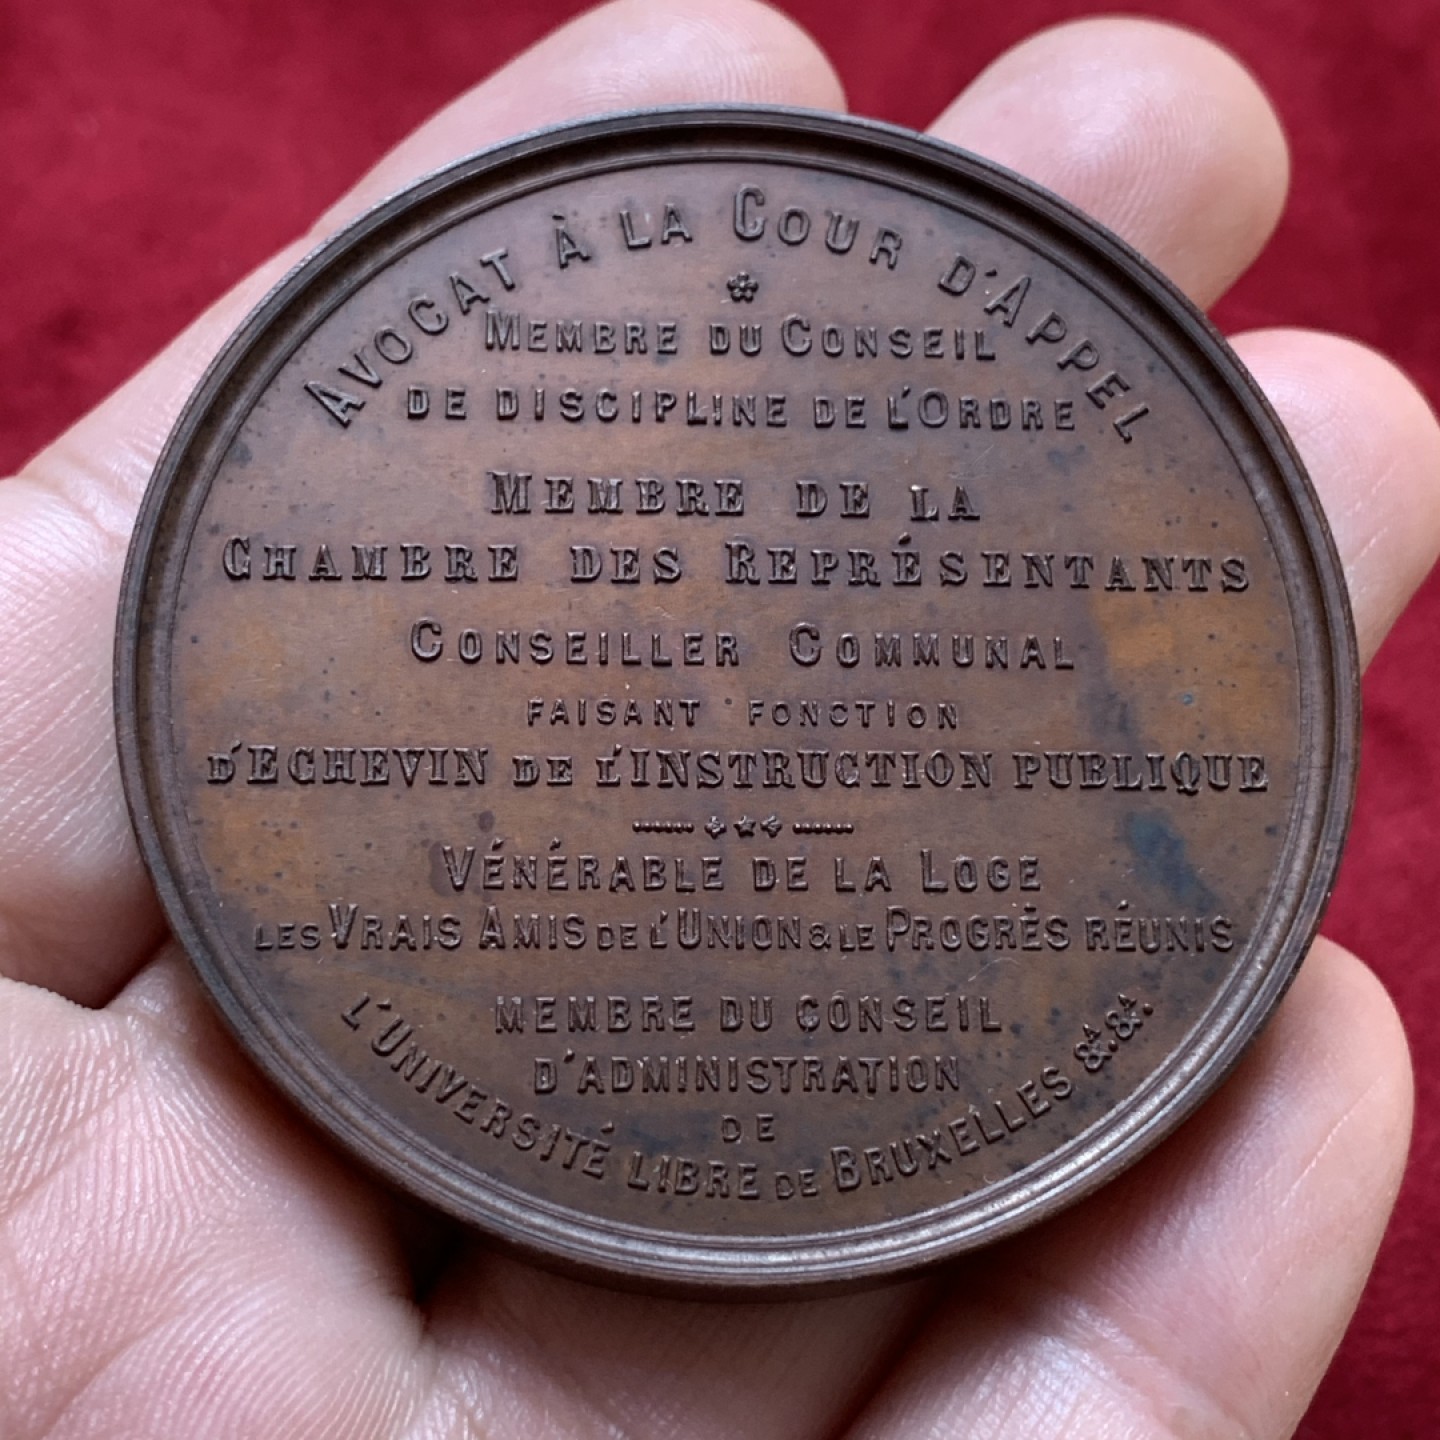 AVOCAT À LA COUR D'APPEL
MEMBRE DU CONSEIL
DE DISCIPLINE DE L'ORDRE
MEMBRE DE LA
CHAMBRE DES REPRÉSENTANTS
CONSEILLER COMMUNAL
FAISANT FONCTION
D'ECHEVIN DE L'INSTRUCTION PUBLIQUE
VÉNÉRABLE DE LA LOGE
LES VRAIS AMIS DE L'UNION & LE PROGRÈS RÉUNIS
MEMBRE DU CONSEIL
D'ADMINISTRATION
DE
L'UNIVERSITÉ LIBRE DE BRUXELLES &A. &A.